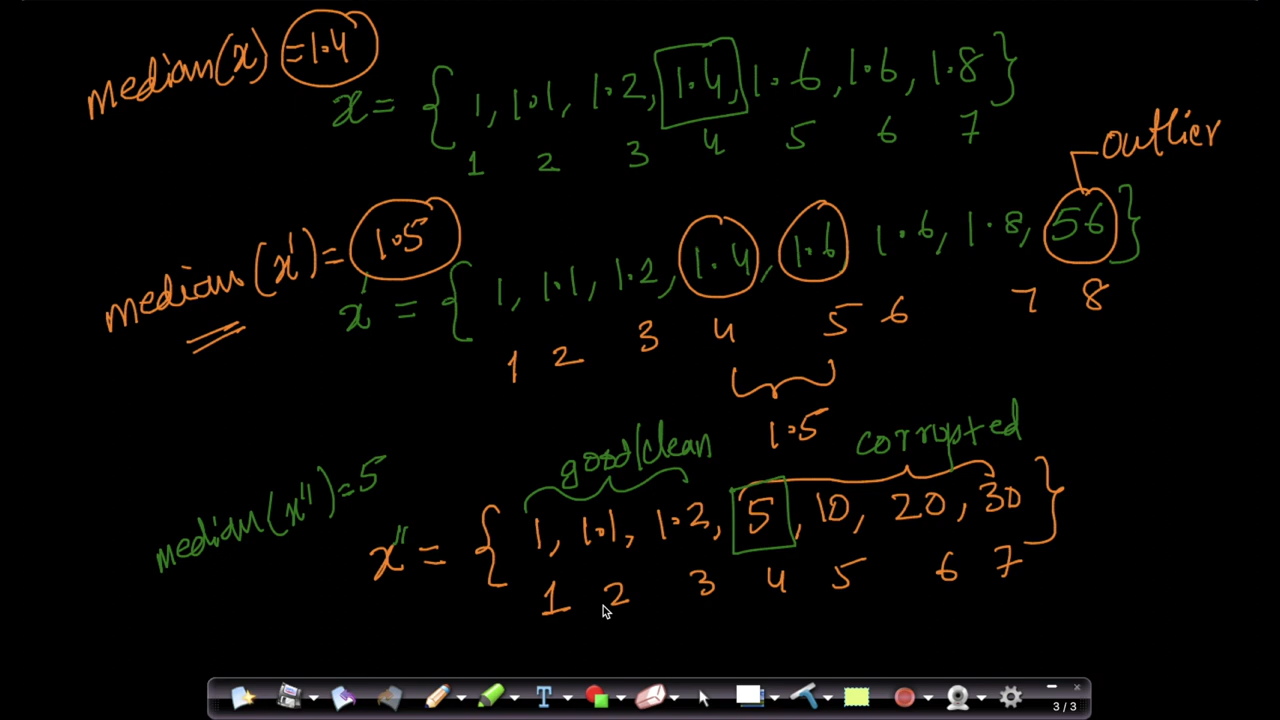 median(x) = 1.4
x = { 1, 1.1, 1.2, 1.4, 1.6, 1.6, 1.8 }
1 2 3 4 5 6 7
outlier
median(x') = 1.5
x' = { 1, 1.1, 1.2, 1.4, 1.6 1.6, 1.8, 56 }
1 2 3 4 5 6 7 8
1.5
good/clean corrupted
median(x'') = 5
x'' = { 1, 1.1, 1.2, 5, 10, 20, 30 }
1 2 3 4 5 6 7
T
3 / 3